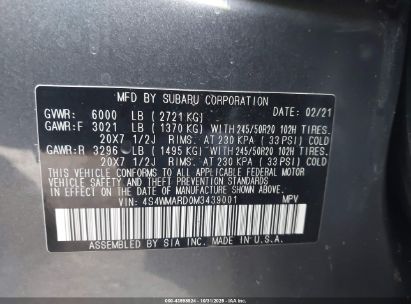 MFD BY SUBARU CORPORATION
GVWR: 6000 LB (2721 KG) DATE: 02/21
GAWR:F 3021 LB (1370 KG) WITH 245/50R20 102H TIRES.
20X7 1/2J RIMS. AT 230 KPA (33 PSI) COLD
GAWR:R 3296 LB (1495 KG) WITH 245/50R20 102H TIRES.
20X7 1/2J RIMS. AT 230 KPA (33 PSI) COLD
THIS VEHICLE CONFORMS TO ALL APPLICABLE FEDERAL MOTOR
VEHICLE SAFETY AND THEFT PREVENTION STANDARDS IN EFFECT
ON THE DATE OF MANUFACTURE SHOWN ABOVE.
VIN: 4S4WMARD0M3439001 MPV
ASSEMBLED BY SIA INC. MADE IN U.S.A.